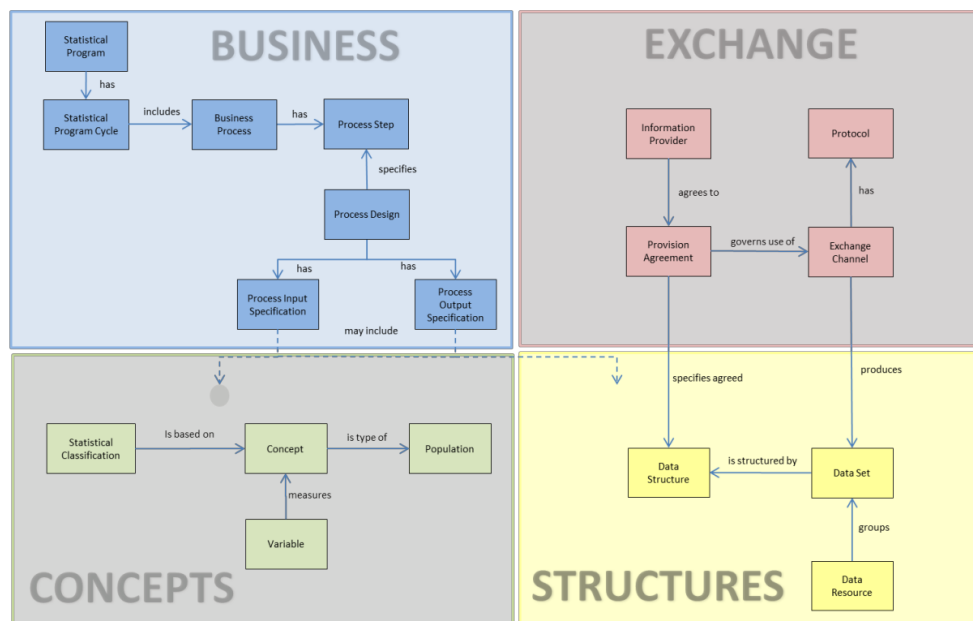 BUSINESS
Statistical
Program
has
Statistical
Program Cycle
includes
Business
Process
has
Process Step
specifies
Process Design
has
has
Process Input
Specification
Process
Output
Specification
may include
EXCHANGE
Information
Provider
Protocol
agrees to
has
Provision
Agreement
governs use of
Exchange
Channel
specifies agreed
produces
Statistical
Classification
Is based on
Concept
is type of
Population
measures
Variable
CONCEPTS
Data
Structure
is structured by
Data Set
groups
Data
Resource
STRUCTURES